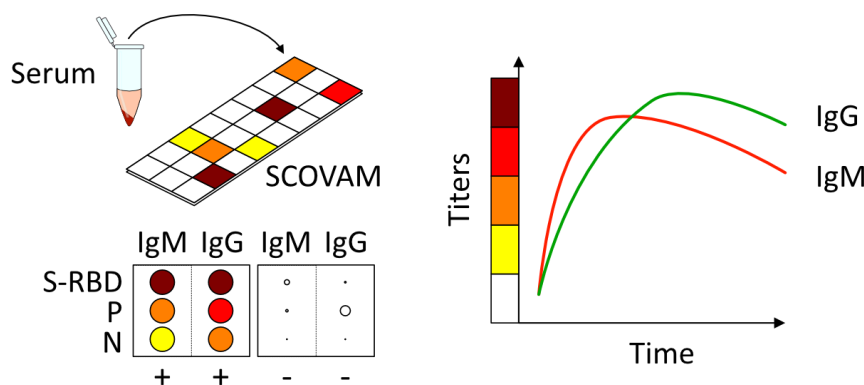 Serum
SCOVAM
IgM IgG IgM IgG
S-RBD
P
N
+ + - -
Titers
IgG
IgM
Time